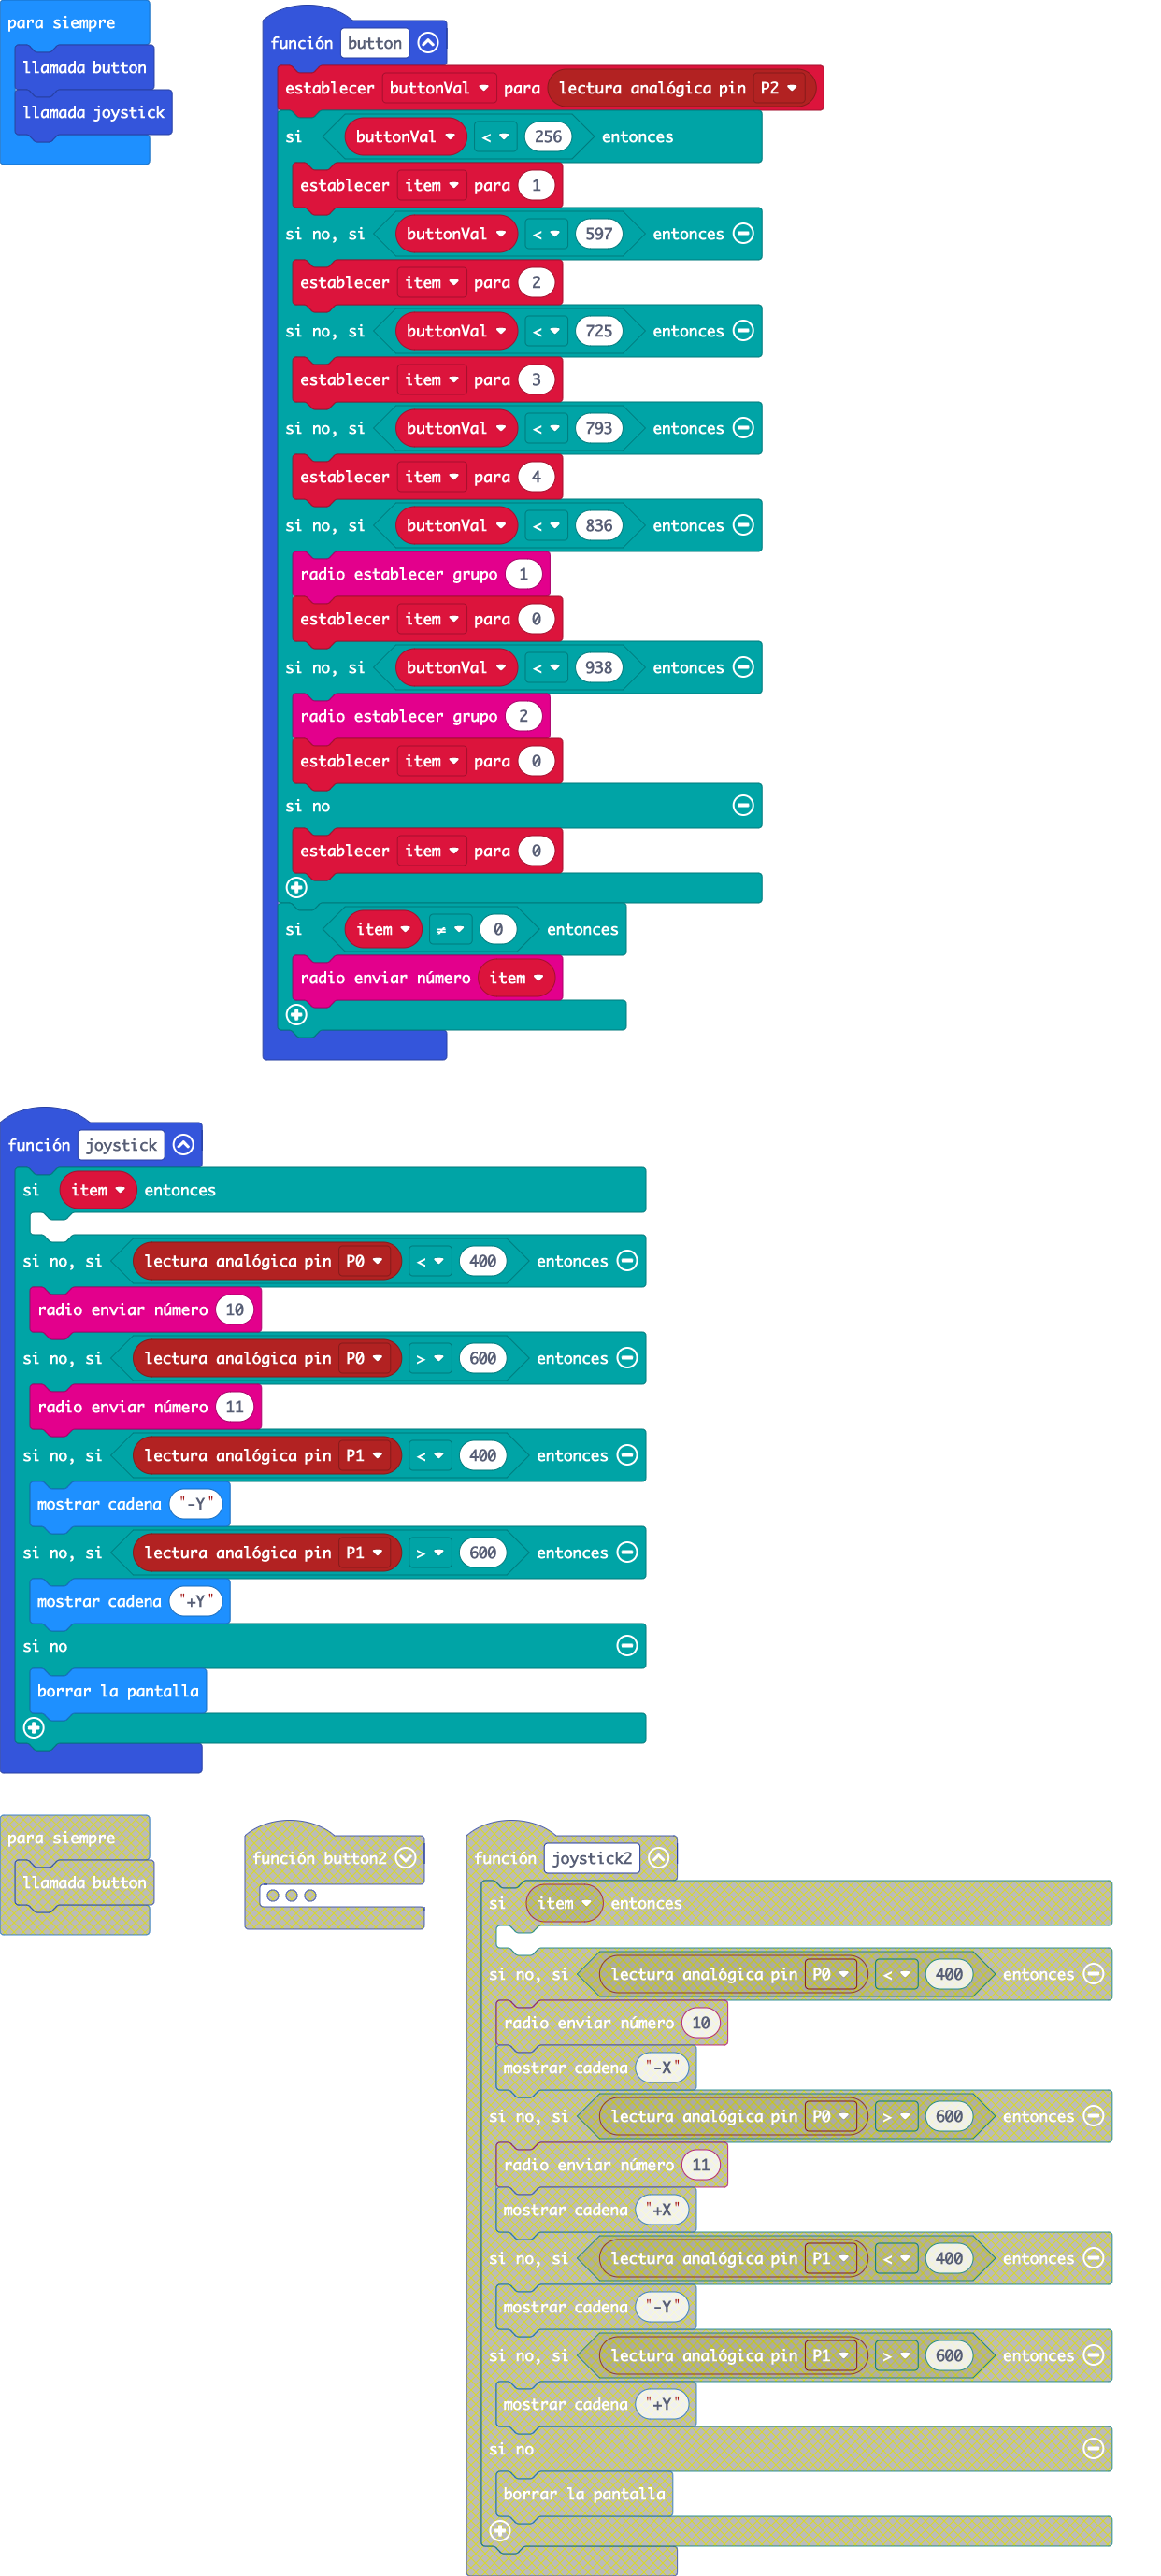 para siempre
llamada button
llamada joystick
función button
establecer buttonVal para lectura analógica pin P2
si buttonVal < 256 entonces
establecer item para 1
si no, si buttonVal < 597 entonces
establecer item para 2
si no, si buttonVal < 725 entonces
establecer item para 3
si no, si buttonVal < 793 entonces
establecer item para 4
si no, si buttonVal < 836 entonces
radio establecer grupo 1
establecer item para 0
si no, si buttonVal < 938 entonces
radio establecer grupo 2
establecer item para 0
si no
establecer item para 0
si item ≠ 0 entonces
radio enviar número item
función joystick
si item entonces
si no, si lectura analógica pin P0 < 400 entonces
radio enviar número 10
si no, si lectura analógica pin P0 > 600 entonces
radio enviar número 11
si no, si lectura analógica pin P1 < 400 entonces
mostrar cadena "-Y"
si no, si lectura analógica pin P1 > 600 entonces
mostrar cadena "+Y"
si no
borrar la pantalla
para siempre
llamada button
función button2
función joystick2
si item entonces
si no, si lectura analógica pin P0 < 400 entonces
radio enviar número 10
mostrar cadena "-X"
si no, si lectura analógica pin P0 > 600 entonces
radio enviar número 11
mostrar cadena "+X"
si no, si lectura analógica pin P1 < 400 entonces
mostrar cadena "-Y"
si no, si lectura analógica pin P1 > 600 entonces
mostrar cadena "+Y"
si no
borrar la pantalla